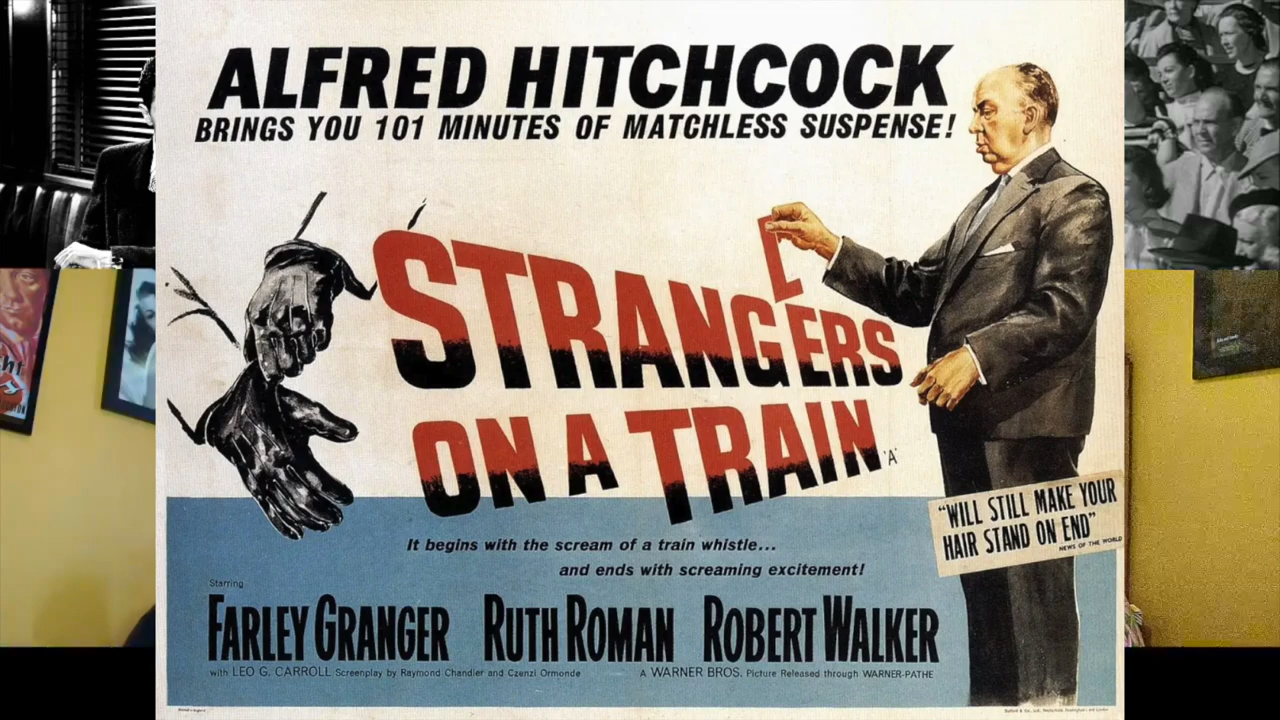 ALFRED HITCHCOCK
BRINGS YOU 101 MINUTES OF MATCHLESS SUSPENSE!
STRANGERS
ON A TRAIN 'A'
"WILL STILL MAKE YOUR
HAIR STAND ON END"
NEWS OF THE WORLD
It begins with the scream of a train whistle...
and ends with screaming excitement!
Starring
FARLEY GRANGER RUTH ROMAN ROBERT WALKER
with LEO G. CARROLL Screenplay by Raymond Chandler and Czenzi Ormonde A WARNER BROS. Picture Released through WARNER-PATHE